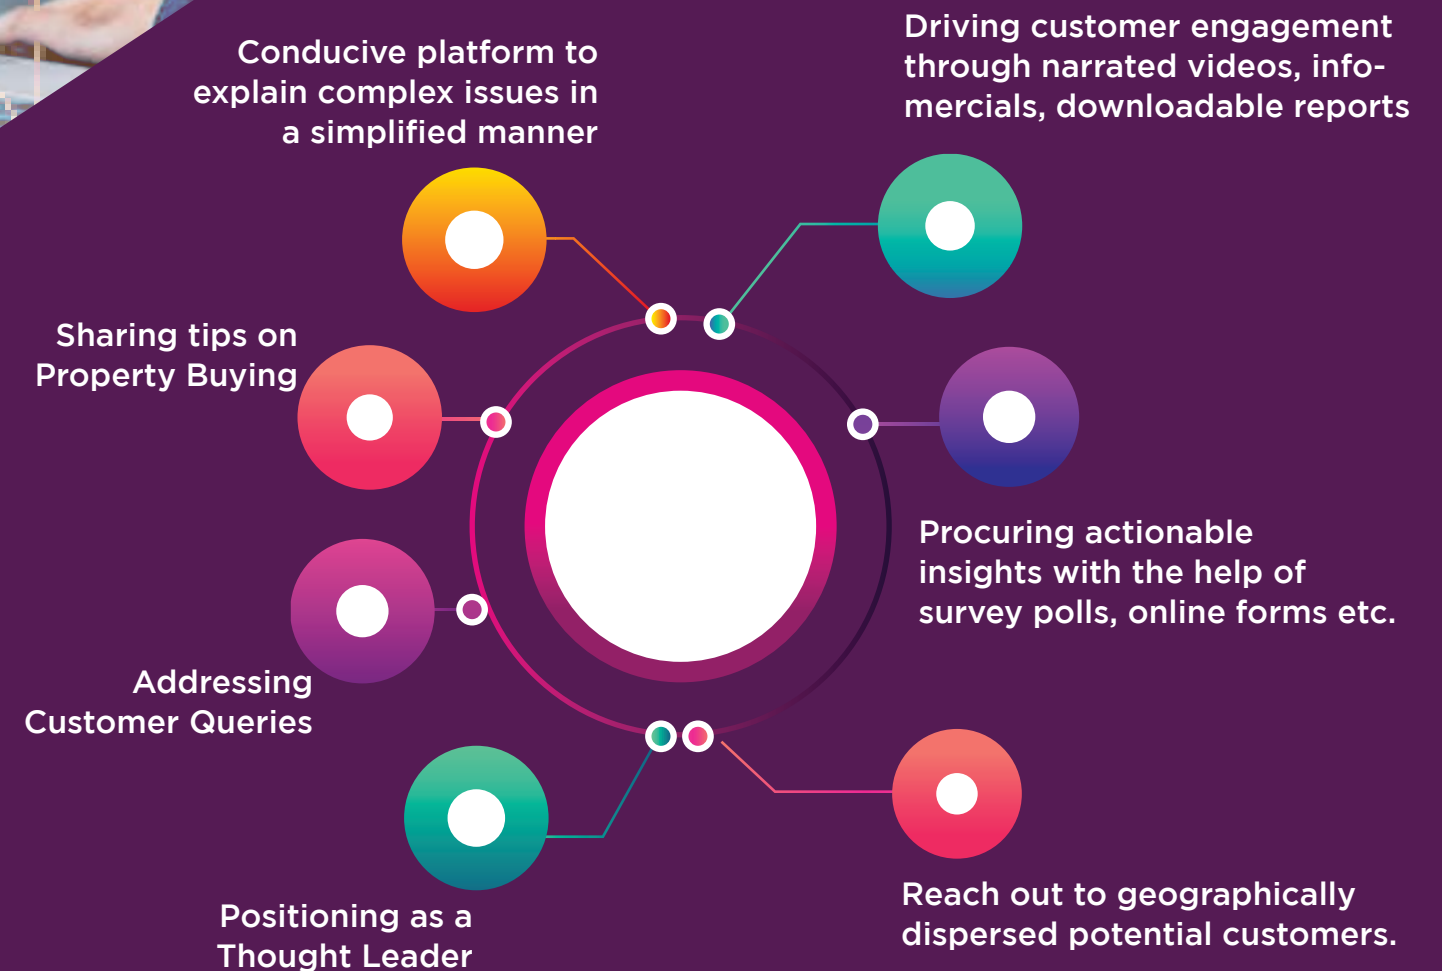 Conducive platform to
explain complex issues in
a simplified manner
Driving customer engagement
through narrated videos, info-
mercials, downloadable reports
Sharing tips on
Property Buying
Procuring actionable
insights with the help of
survey polls, online forms etc.
Addressing
Customer Queries
Reach out to geographically
dispersed potential customers.
Positioning as a
Thought Leader